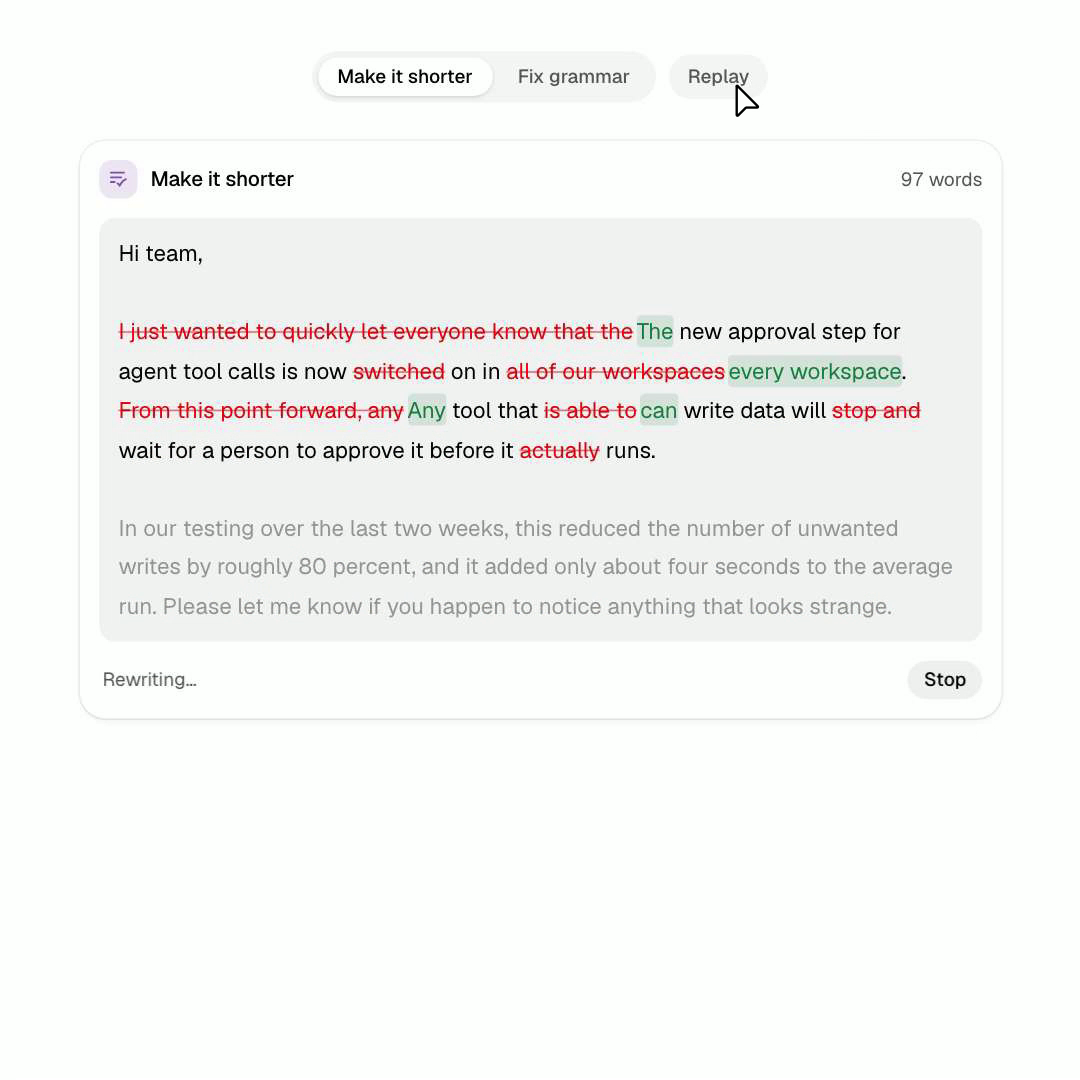 Make it shorter Fix grammar Replay
Make it shorter 97 words
Hi team,
I just wanted to quickly let everyone know that the The new approval step for
agent tool calls is now switched on in all of our workspaces every workspace.
From this point forward, any Any tool that is able to can write data will stop and
wait for a person to approve it before it actually runs.
In our testing over the last two weeks, this reduced the number of unwanted
writes by roughly 80 percent, and it added only about four seconds to the average
run. Please let me know if you happen to notice anything that looks strange.
Rewriting… Stop